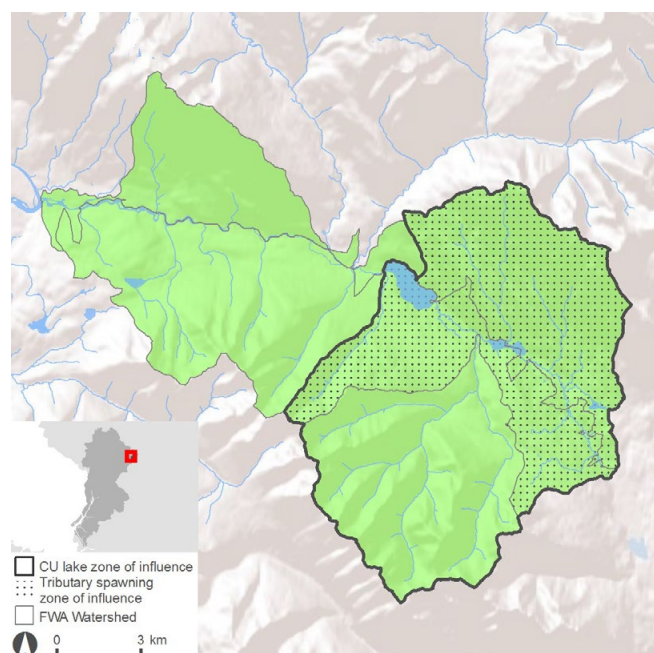 CU lake zone of influence
Tributary spawning
zone of influence
FWA Watershed
0 3 km